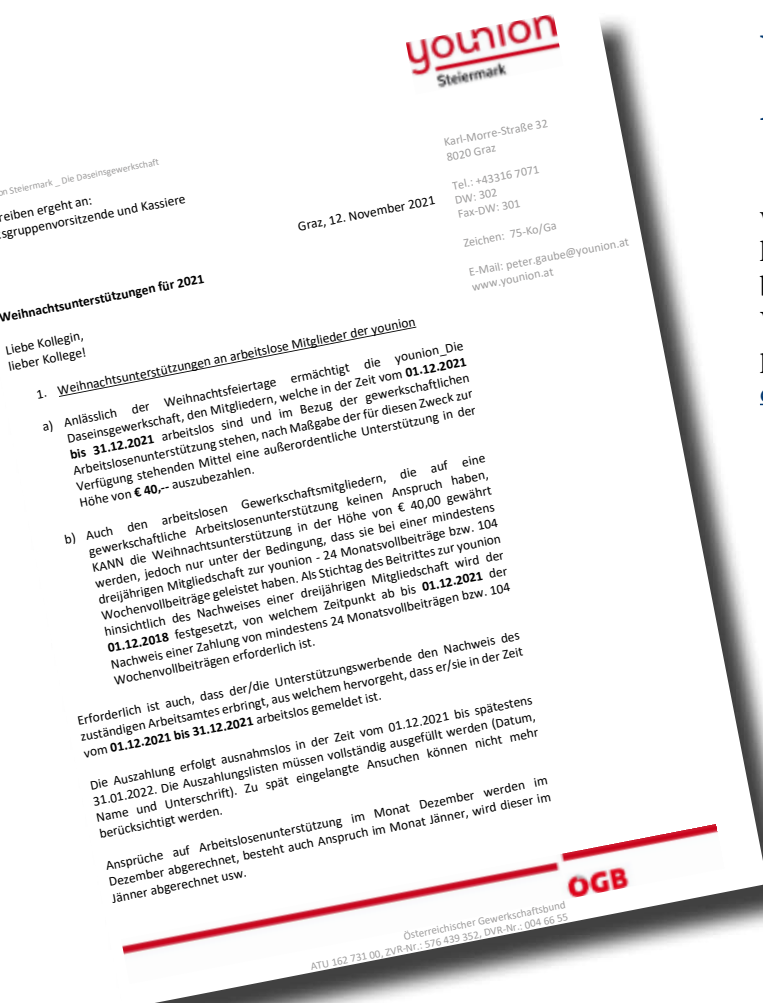 younion
Steiermark
Karl-Morre-Straße 32
8020 Graz
Tel.: +43316 7071
DW: 302
Fax-DW: 301
Zeichen: 75-Ko/Ga
E-Mail: peter.gaube@younion.at
www.younion.at
on Steiermark _ Die Daseinsgewerkschaft
reiben ergeht an:
sgruppenvorsitzende und Kassiere
Graz, 12. November 2021
Weihnachtsunterstützungen für 2021
Liebe Kollegin,
lieber Kollege!
1. Weihnachtsunterstützungen an arbeitslose Mitglieder der younion
a) Anlässlich der Weihnachtsfeiertage ermächtigt die younion_Die
Daseinsgewerkschaft, den Mitgliedern, welche in der Zeit vom 01.12.2021
bis 31.12.2021 arbeitslos sind und im Bezug der gewerkschaftlichen
Arbeitslosenunterstützung stehen, nach Maßgabe der für diesen Zweck zur
Verfügung stehenden Mittel eine außerordentliche Unterstützung in der
Höhe von € 40,-- auszubezahlen.
b) Auch den arbeitslosen Gewerkschaftsmitgliedern, die auf eine
gewerkschaftliche Arbeitslosenunterstützung keinen Anspruch haben,
KANN die Weihnachtsunterstützung in der Höhe von € 40,00 gewährt
werden, jedoch nur unter der Bedingung, dass sie bei einer mindestens
dreijährigen Mitgliedschaft zur younion - 24 Monatsvollbeiträge bzw. 104
Wochenvollbeiträge geleistet haben. Als Stichtag des Beitrittes zur younion
hinsichtlich des Nachweises einer dreijährigen Mitgliedschaft wird der
01.12.2018 festgesetzt, von welchem Zeitpunkt ab bis 01.12.2021 der
Nachweis einer Zahlung von mindestens 24 Monatsvollbeiträgen bzw. 104
Wochenvollbeiträgen erforderlich ist.
Erforderlich ist auch, dass der/die Unterstützungswerbende den Nachweis des
zuständigen Arbeitsamtes erbringt, aus welchem hervorgeht, dass er/sie in der Zeit
vom 01.12.2021 bis 31.12.2021 arbeitslos gemeldet ist.
Die Auszahlung erfolgt ausnahmslos in der Zeit vom 01.12.2021 bis spätestens
31.01.2022. Die Auszahlungslisten müssen vollständig ausgefüllt werden (Datum,
Name und Unterschrift). Zu spät eingelangte Ansuchen können nicht mehr
berücksichtigt werden.
Ansprüche auf Arbeitslosenunterstützung im Monat Dezember werden im
Dezember abgerechnet, besteht auch Anspruch im Monat Jänner, wird dieser im
Jänner abgerechnet usw.
ÖGB
Österreichischer Gewerkschaftsbund
ATU 162 731 00, ZVR-Nr.: 576 439 352, DVR-Nr.: 004 66 55